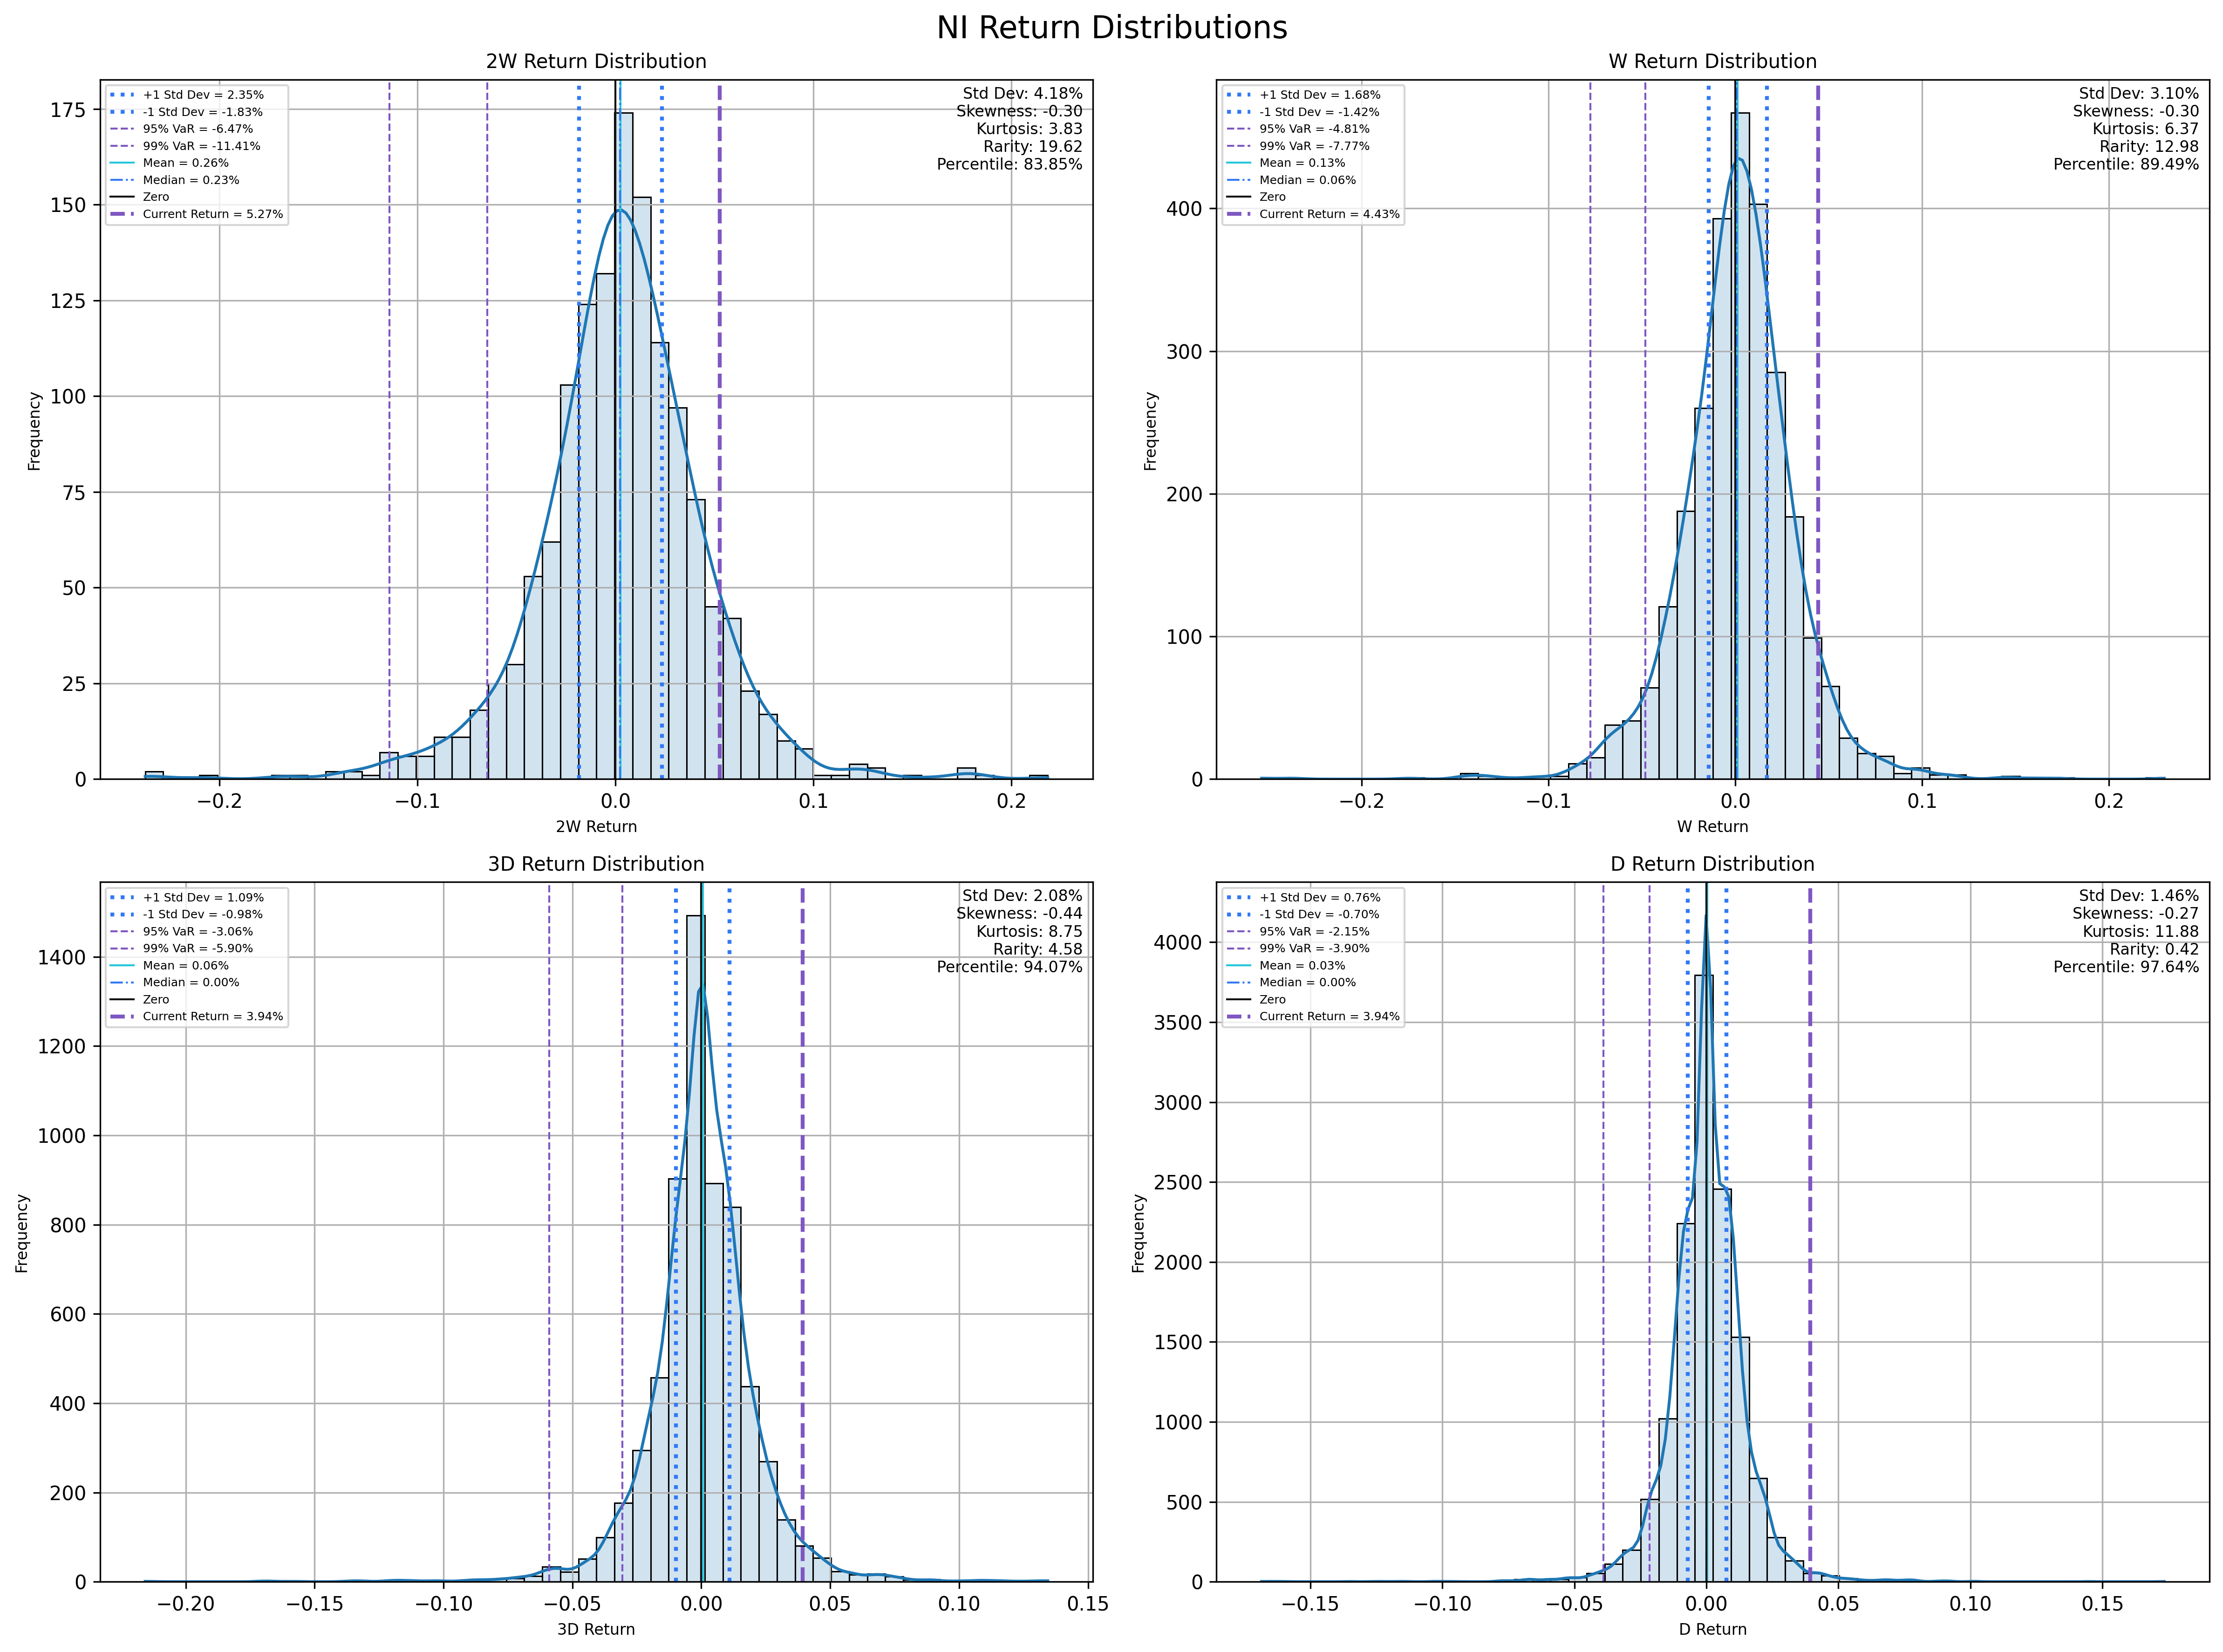 NI Return Distributions
2W Return Distribution
+1 Std Dev = 2.35%
-1 Std Dev = -1.83%
95% VaR = -6.47%
99% VaR = -11.41%
Mean = 0.26%
Median = 0.23%
Zero
Current Return = 5.27%
Std Dev: 4.18%
Skewness: -0.30
Kurtosis: 3.83
Rarity: 19.62
Percentile: 83.85%
Frequency
175
150
125
100
75
50
25
0
−0.2
−0.1
0.0
0.1
0.2
2W Return
W Return Distribution
+1 Std Dev = 1.68%
-1 Std Dev = -1.42%
95% VaR = -4.81%
99% VaR = -7.77%
Mean = 0.13%
Median = 0.06%
Zero
Current Return = 4.43%
Std Dev: 3.10%
Skewness: -0.30
Kurtosis: 6.37
Rarity: 12.98
Percentile: 89.49%
Frequency
400
300
200
100
0
−0.2
−0.1
0.0
0.1
0.2
W Return
3D Return Distribution
+1 Std Dev = 1.09%
-1 Std Dev = -0.98%
95% VaR = -3.06%
99% VaR = -5.90%
Mean = 0.06%
Median = 0.00%
Zero
Current Return = 3.94%
Std Dev: 2.08%
Skewness: -0.44
Kurtosis: 8.75
Rarity: 4.58
Percentile: 94.07%
Frequency
1400
1200
1000
800
600
400
200
0
−0.20
−0.15
−0.10
−0.05
0.00
0.05
0.10
0.15
3D Return
D Return Distribution
+1 Std Dev = 0.76%
-1 Std Dev = -0.70%
95% VaR = -2.15%
99% VaR = -3.90%
Mean = 0.03%
Median = 0.00%
Zero
Current Return = 3.94%
Std Dev: 1.46%
Skewness: -0.27
Kurtosis: 11.88
Rarity: 0.42
Percentile: 97.64%
Frequency
4000
3500
3000
2500
2000
1500
1000
500
0
−0.15
−0.10
−0.05
0.00
0.05
0.10
0.15
D Return